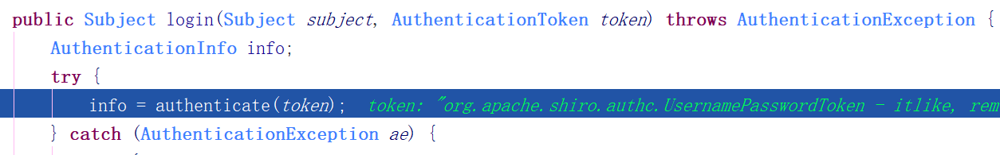 public Subject login(Subject subject, AuthenticationToken token) throws AuthenticationException {
AuthenticationInfo info;
try {
info = authenticate(token); token: "org.apache.shiro.authc.UsernamePasswordToken - itlike, rem
} catch (AuthenticationException ae) {